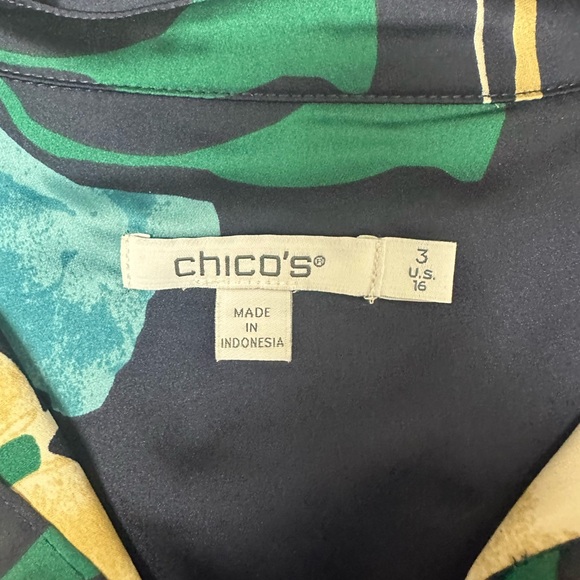 chico's®
3
U.S.
16
MADE
IN
INDONESIA